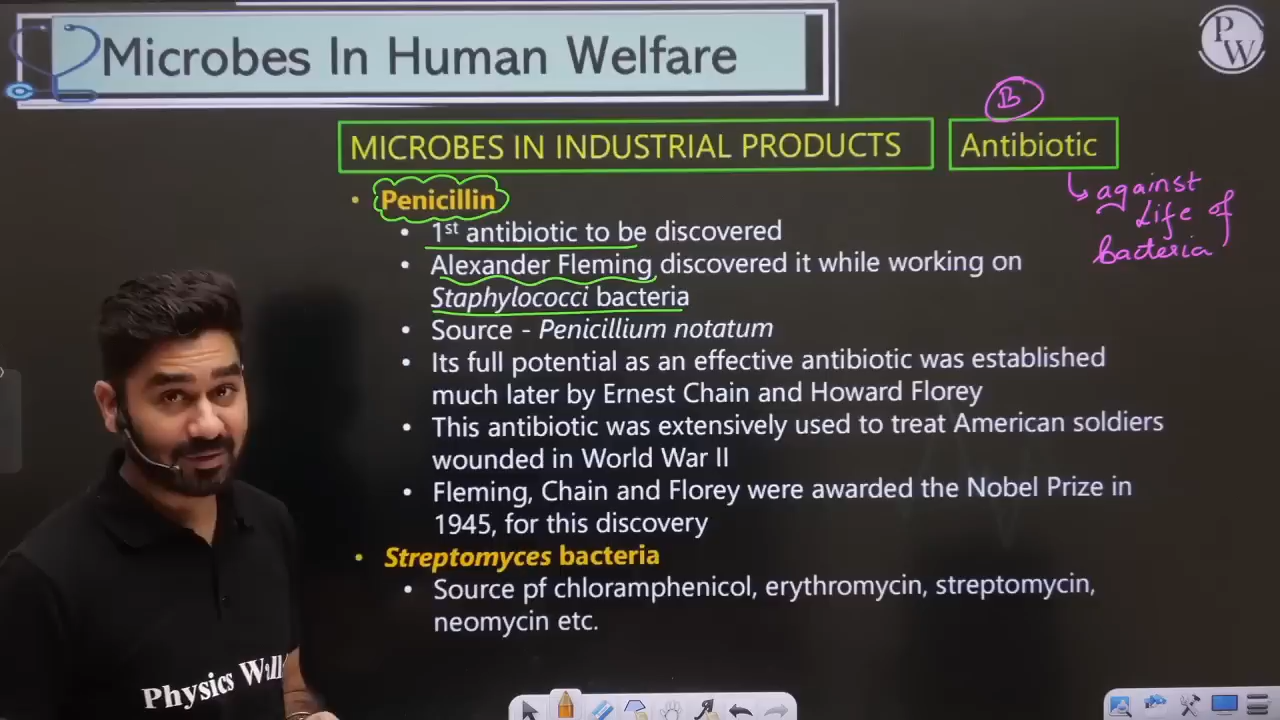 Microbes In Human Welfare
PW
B
MICROBES IN INDUSTRIAL PRODUCTS
Antibiotic
against
Life of
Bacteria
• Penicillin
• 1st antibiotic to be discovered
• Alexander Fleming discovered it while working on
Staphylococci bacteria
• Source - Penicillium notatum
• Its full potential as an effective antibiotic was established
much later by Ernest Chain and Howard Florey
• This antibiotic was extensively used to treat American soldiers
wounded in World War II
• Fleming, Chain and Florey were awarded the Nobel Prize in
1945, for this discovery
• Streptomyces bacteria
• Source pf chloramphenicol, erythromycin, streptomycin,
neomycin etc.
Physics Wall